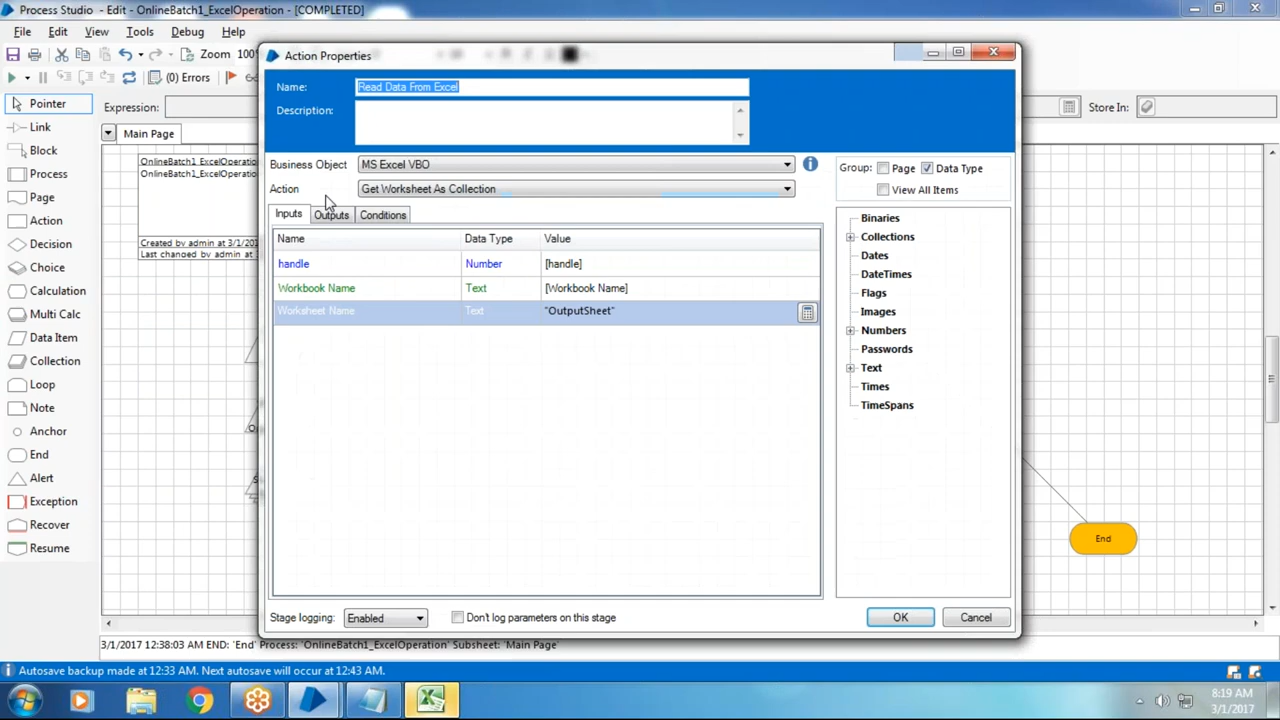 Process Studio - Edit - OnlineBatch1_ExcelOperation - [COMPLETED]
File Edit View Tools Debug Help
Zoom 100%
(0) Errors
Action Properties
Name: Read Data From Excel
Description:
Expression:
Store In:
Main Page
Business Object MS Excel VBO
Action Get Worksheet As Collection
Group: Page Data Type
View All Items
Inputs Outputs Conditions
Name Data Type Value
handle Number [handle]
Workbook Name Text [Workbook Name]
Worksheet Name Text "OutputSheet"
Binaries
Collections
Dates
DateTimes
Flags
Images
Numbers
Passwords
Text
Times
TimeSpans
Pointer
Link
Block
Process
Page
Action
Decision
Choice
Calculation
Multi Calc
Data Item
Collection
Loop
Note
Anchor
End
Alert
Exception
Recover
Resume
OnlineBatch1_ExcelOperation
OnlineBatch1_ExcelOperation
Created by admin at 3/1/201
Last changed by admin at
End
Stage logging: Enabled
Don't log parameters on this stage
OK Cancel
3/1/2017 12:38:03 AM END: 'End' Process: 'OnlineBatch1_ExcelOperation' Subsheet: 'Main Page'
Autosave backup made at 12:33 AM. Next autosave will occur at 12:43 AM.
8:19 AM
3/1/2017